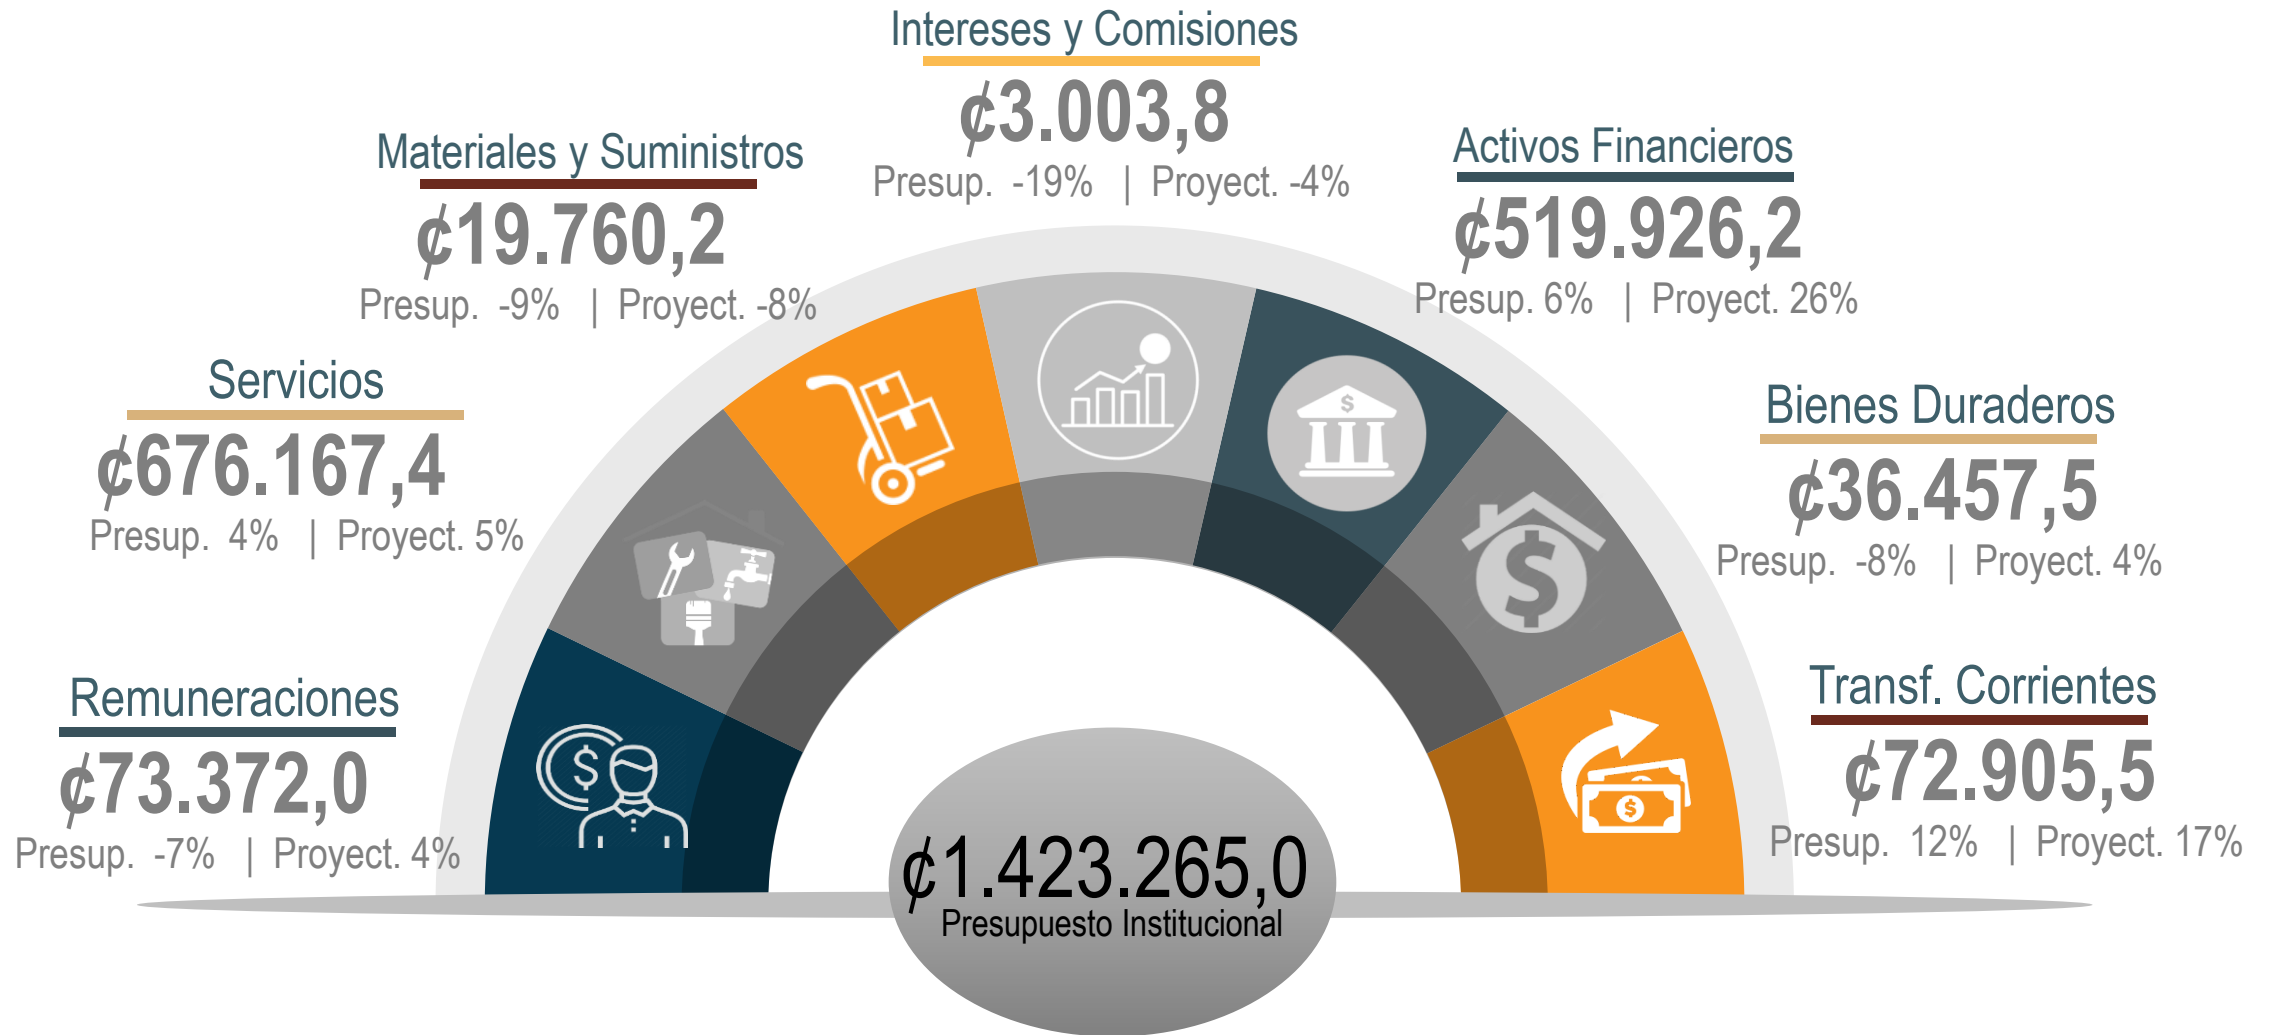 Intereses y Comisiones
₡3.003,8
Presup. -19% | Proyect. -4%
Materiales y Suministros
₡19.760,2
Presup. -9% | Proyect. -8%
Activos Financieros
₡519.926,2
Presup. 6% | Proyect. 26%
Servicios
₡676.167,4
Presup. 4% | Proyect. 5%
Bienes Duraderos
₡36.457,5
Presup. -8% | Proyect. 4%
Remuneraciones
₡73.372,0
Presup. -7% | Proyect. 4%
Transf. Corrientes
₡72.905,5
Presup. 12% | Proyect. 17%
₡1.423.265,0
Presupuesto Institucional